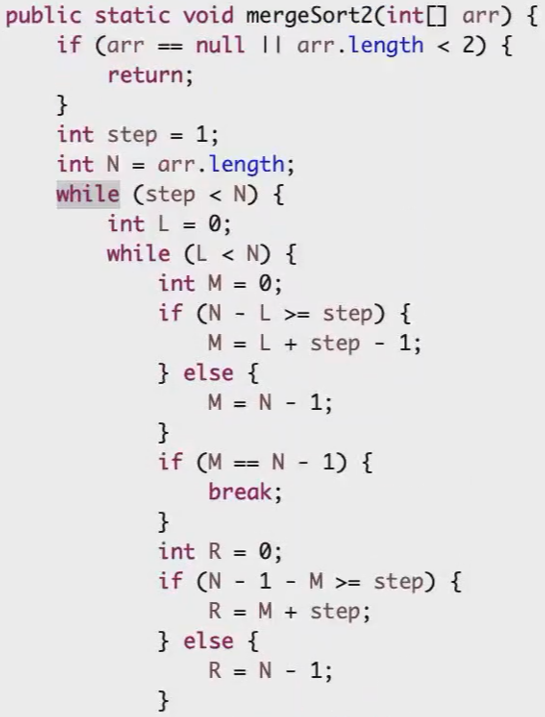 public static void mergeSort2(int[] arr) {
    if (arr == null || arr.length < 2) {
        return;
    }
    int step = 1;
    int N = arr.length;
    while (step < N) {
        int L = 0;
        while (L < N) {
            int M = 0;
            if (N - L >= step) {
                M = L + step - 1;
            } else {
                M = N - 1;
            }
            if (M == N - 1) {
                break;
            }
            int R = 0;
            if (N - 1 - M >= step) {
                R = M + step;
            } else {
                R = N - 1;
            }